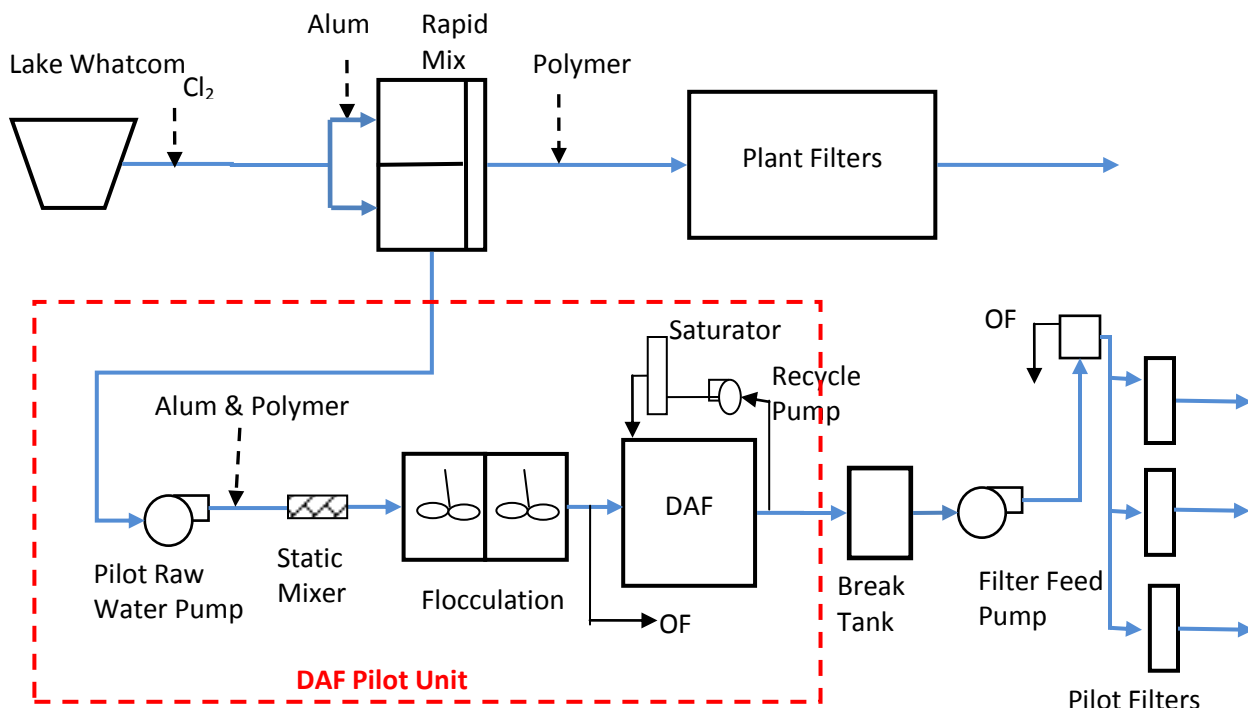 Lake Whatcom
Cl₂
Alum
Rapid
Mix
Polymer
Plant Filters
Saturator
Recycle
Pump
OF
Alum & Polymer
DAF
Pilot Raw
Water Pump
Static
Mixer
Flocculation
OF
Break
Tank
Filter Feed
Pump
DAF Pilot Unit
Pilot Filters